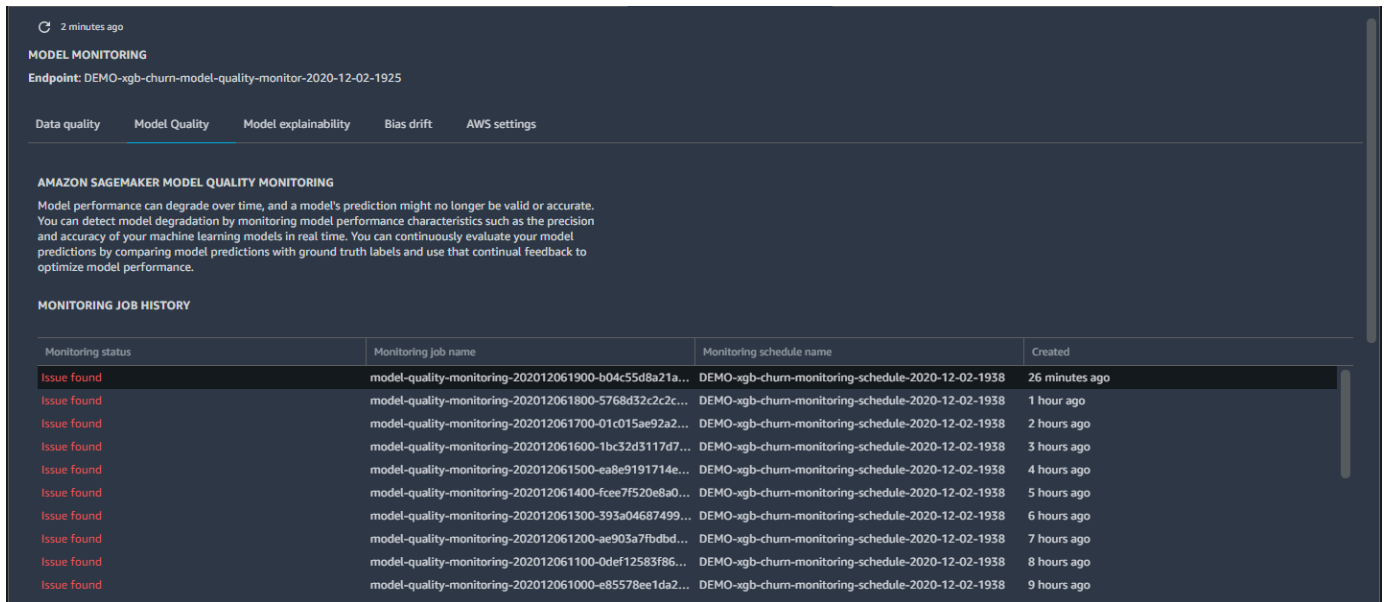 2 minutes ago
MODEL MONITORING
Endpoint: DEMO-xgb-churn-model-quality-monitor-2020-12-02-1925
Data quality Model Quality Model explainability Bias drift AWS settings
AMAZON SAGEMAKER MODEL QUALITY MONITORING
Model performance can degrade over time, and a model's prediction might no longer be valid or accurate.
You can detect model degradation by monitoring model performance characteristics such as the precision
and accuracy of your machine learning models in real time. You can continuously evaluate your model
predictions by comparing model predictions with ground truth labels and use that continual feedback to
optimize model performance.
MONITORING JOB HISTORY
Monitoring status Monitoring job name Monitoring schedule name Created
Issue found model-quality-monitoring-202012061900-b04c55d8a21a... DEMO-xgb-churn-monitoring-schedule-2020-12-02-1938 26 minutes ago
Issue found model-quality-monitoring-202012061800-5768d32c2c2c... DEMO-xgb-churn-monitoring-schedule-2020-12-02-1938 1 hour ago
Issue found model-quality-monitoring-202012061700-01c015ae92a2... DEMO-xgb-churn-monitoring-schedule-2020-12-02-1938 2 hours ago
Issue found model-quality-monitoring-202012061600-1bc32d3117d7... DEMO-xgb-churn-monitoring-schedule-2020-12-02-1938 3 hours ago
Issue found model-quality-monitoring-202012061500-ea8e9191714e... DEMO-xgb-churn-monitoring-schedule-2020-12-02-1938 4 hours ago
Issue found model-quality-monitoring-202012061400-fcee7f520e8a0... DEMO-xgb-churn-monitoring-schedule-2020-12-02-1938 5 hours ago
Issue found model-quality-monitoring-202012061300-393a04687499... DEMO-xgb-churn-monitoring-schedule-2020-12-02-1938 6 hours ago
Issue found model-quality-monitoring-202012061200-ae903a7fbdbd... DEMO-xgb-churn-monitoring-schedule-2020-12-02-1938 7 hours ago
Issue found model-quality-monitoring-202012061100-0def12583f86... DEMO-xgb-churn-monitoring-schedule-2020-12-02-1938 8 hours ago
Issue found model-quality-monitoring-202012061000-e85578ee1da2... DEMO-xgb-churn-monitoring-schedule-2020-12-02-1938 9 hours ago